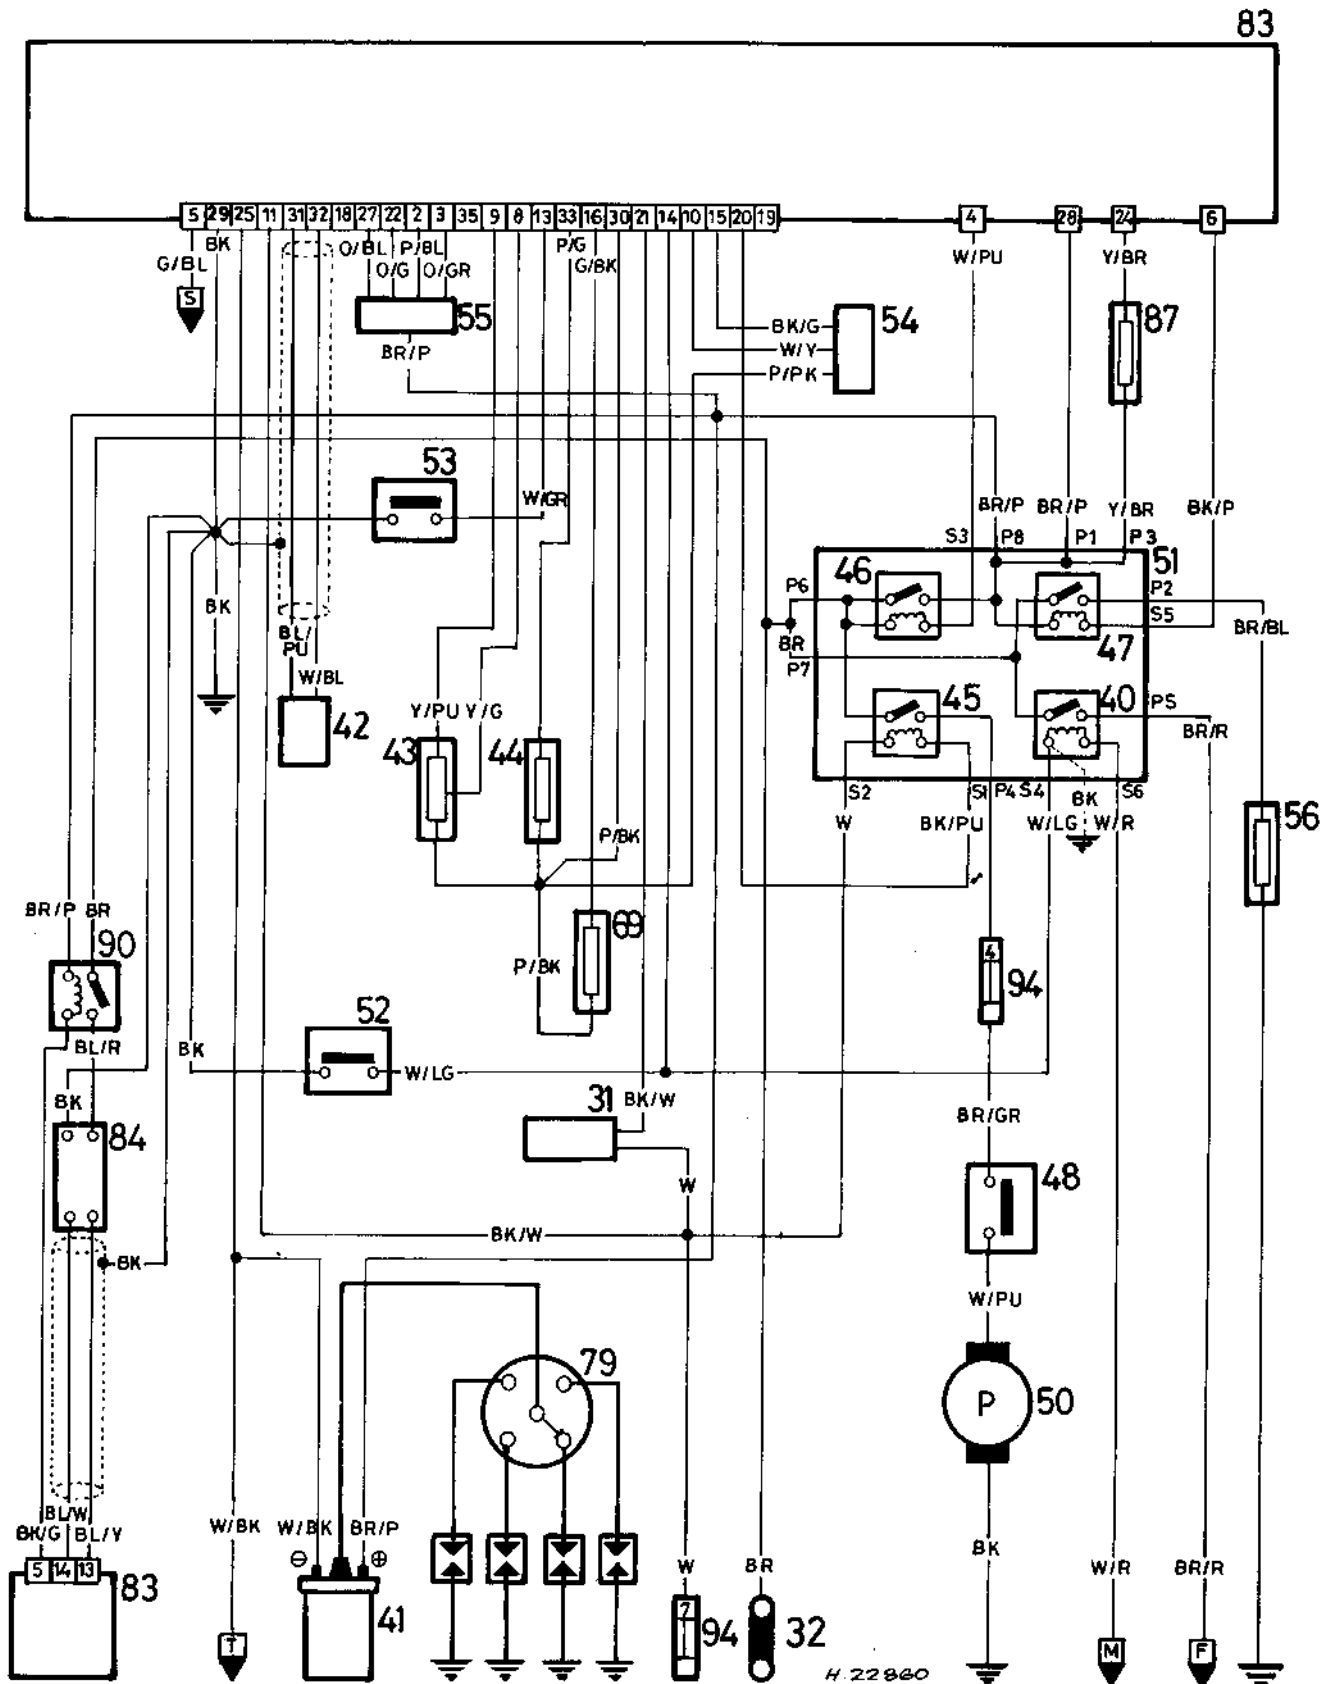 83
5 29 25 11 31 32 18 27 22 2 3 35 9 8 13 33 16 30 21 14 10 15 20 19 4 28 24 6
BK O/BL P/BL P/G W/PU Y/BR
G/BL O/G O/GR G/BK
S
55
BK/G 54 87
BR/P W/Y
P/PK
53
W/GR BR/P BR/P Y/BR BK/P
S3 P8 P1 P3
46 51
P6 P2
BK S5
BL/PU BR 47 BR/BL
P7
W/BL
Y/PU Y/G 45 40 P5
42 BR/R
43 44
S2 S1 P4 S4 BK S6
W BK/PU W/LG W/R 56
P/BK
BR/P BR
69
90 4
P/BK 94
52
BK BL/R
W/LG
BK 31 BK/W BR/GR
84
48
W
BK/W
BK
W/PU
79
P 50
BL/W
BK/G BL/Y W/BK W/BK BR/P
BK
W BR W/R BR/R
5 14 13 ⊖ ⊕
83
7
41 94 32
T M F
H.22860